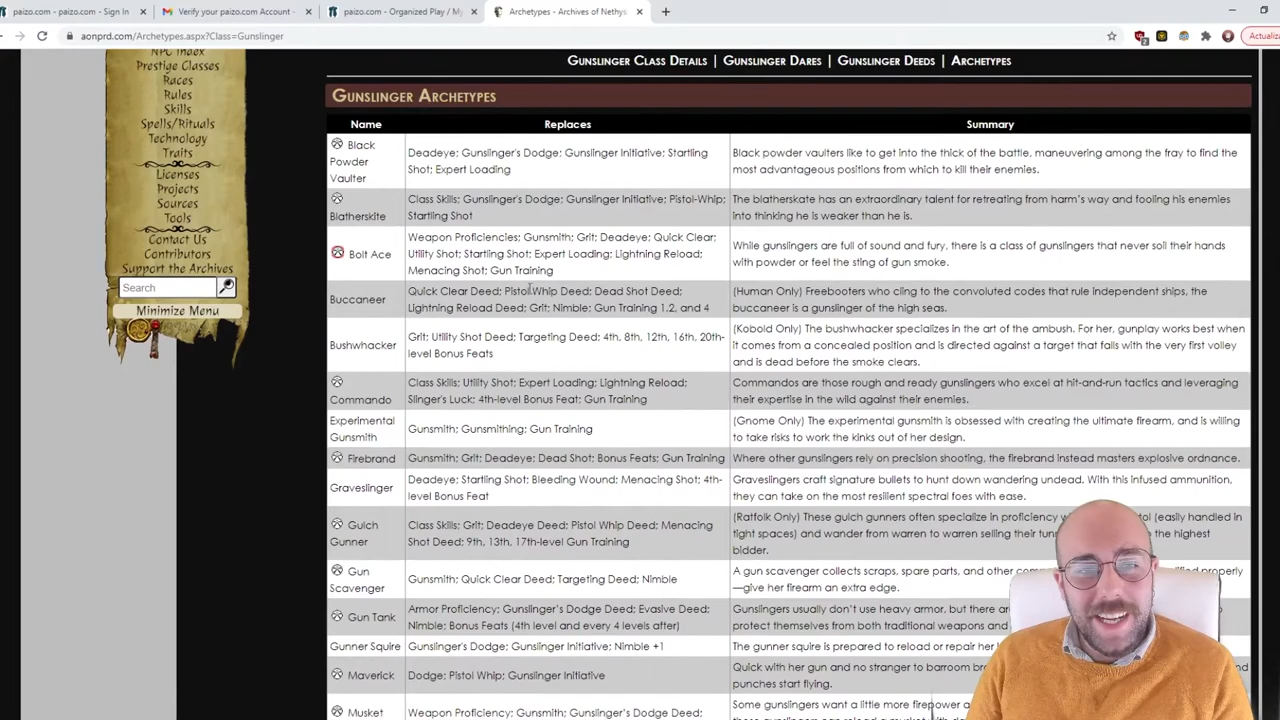 paizo.com - paizo.com - Sign In
Verify your paizo.com Account -
paizo.com - Organized Play / My
Archetypes - Archives of Nethys
aonprd.com/Archetypes.aspx?Class=Gunslinger
Actualiza
NPC Index
Prestige Classes
Races
Rules
Skills
Spells/Rituals
Technology
Traits
Licenses
Projects
Sources
Tools
Contact Us
Contributors
Support the Archives
Search
Minimize Menu
Gunslinger Class Details | Gunslinger Dares | Gunslinger Deeds | Archetypes
Gunslinger Archetypes
Name Replaces Summary
Black Powder Vaulter
Deadeye; Gunslinger's Dodge; Gunslinger Initiative; Startling
Shot; Expert Loading
Black powder vaulters like to get into the thick of the battle, maneuvering among the fray to find the
most advantageous positions from which to kill their enemies.
Blatherskite
Class Skills; Gunslinger's Dodge; Gunslinger Initiative; Pistol-Whip;
Startling Shot
The blatherskite has an extraordinary talent for retreating from harm's way and fooling his enemies
into thinking he is weaker than he is.
Bolt Ace
Weapon Proficiencies; Gunsmith; Grit; Deadeye; Quick Clear;
Utility Shot; Startling Shot; Expert Loading; Lightning Reload;
Menacing Shot; Gun Training
While gunslingers are full of sound and fury, there is a class of gunslingers that never soil their hands
with powder or feel the sting of gun smoke.
Buccaneer
Quick Clear Deed; Pistol-Whip Deed; Dead Shot Deed;
Lightning Reload Deed; Grit; Nimble; Gun Training 1,2, and 4
(Human Only) Freebooters who cling to the convoluted codes that rule independent ships, the
buccaneer is a gunslinger of the high seas.
Bushwhacker
Grit; Utility Shot Deed; Targeting Deed; 4th, 8th, 12th, 16th, 20th-
level Bonus Feats
(Kobold Only) The bushwhacker specializes in the art of the ambush. For her, gunplay works best when
it comes from a concealed position and is directed against a target that falls with the very first volley
and is dead before the smoke clears.
Commando
Class Skills; Utility Shot; Expert Loading; Lightning Reload;
Slinger's Luck; 4th-level Bonus Feat; Gun Training
Commandos are those rough and ready gunslingers who excel at hit-and-run tactics and leveraging
their expertise in the wild against their enemies.
Experimental
Gunsmith
Gunsmith; Gunsmithing; Gun Training
(Gnome Only) The experimental gunsmith is obsessed with creating the ultimate firearm, and is willing
to take risks to work the kinks out of her design.
Firebrand
Gunsmith; Grit; Deadeye; Dead Shot; Bonus Feats; Gun Training
Where other gunslingers rely on precision shooting, the firebrand instead masters explosive ordnance.
Graveslinger
Deadeye; Startling Shot; Bleeding Wound; Menacing Shot; 4th-
level Bonus Feat
Graveslingers craft signature bullets to hunt down wandering undead. With this infused ammunition,
they can take on the most resilient spectral foes with ease.
Gulch
Gunner
Class Skills; Grit; Deadeye Deed; Pistol Whip Deed; Menacing
Shot Deed; 9th, 13th, 17th-level Gun Training
(Ratfolk Only) These gulch gunners often specialize in proficiency (easily handled in
tight spaces) and wander from warren to warren selling their the highest
bidder.
Gun
Scavenger
Gunsmith; Quick Clear Deed; Targeting Deed; Nimble
A gun scavenger collects scraps, spare parts, and other properly
—give her firearm an extra edge.
Gun Tank
Armor Proficiency; Gunslinger's Dodge Deed; Evasive Deed;
Nimble; Bonus Feats (4th level and every 4 levels after)
Gunslingers usually don't use heavy armor, but there are
protect themselves from both traditional weapons and
Gunner Squire
Gunslinger's Dodge; Gunslinger Initiative; Nimble +1
The gunner squire is prepared to reload or repair her
Maverick
Dodge; Pistol Whip; Gunslinger Initiative
Quick with her gun and no stranger to barroom and
punches start flying.
Musket
Weapon Proficiency; Gunsmith; Gunslinger's Dodge Deed;
Some gunslingers want a little more firepower